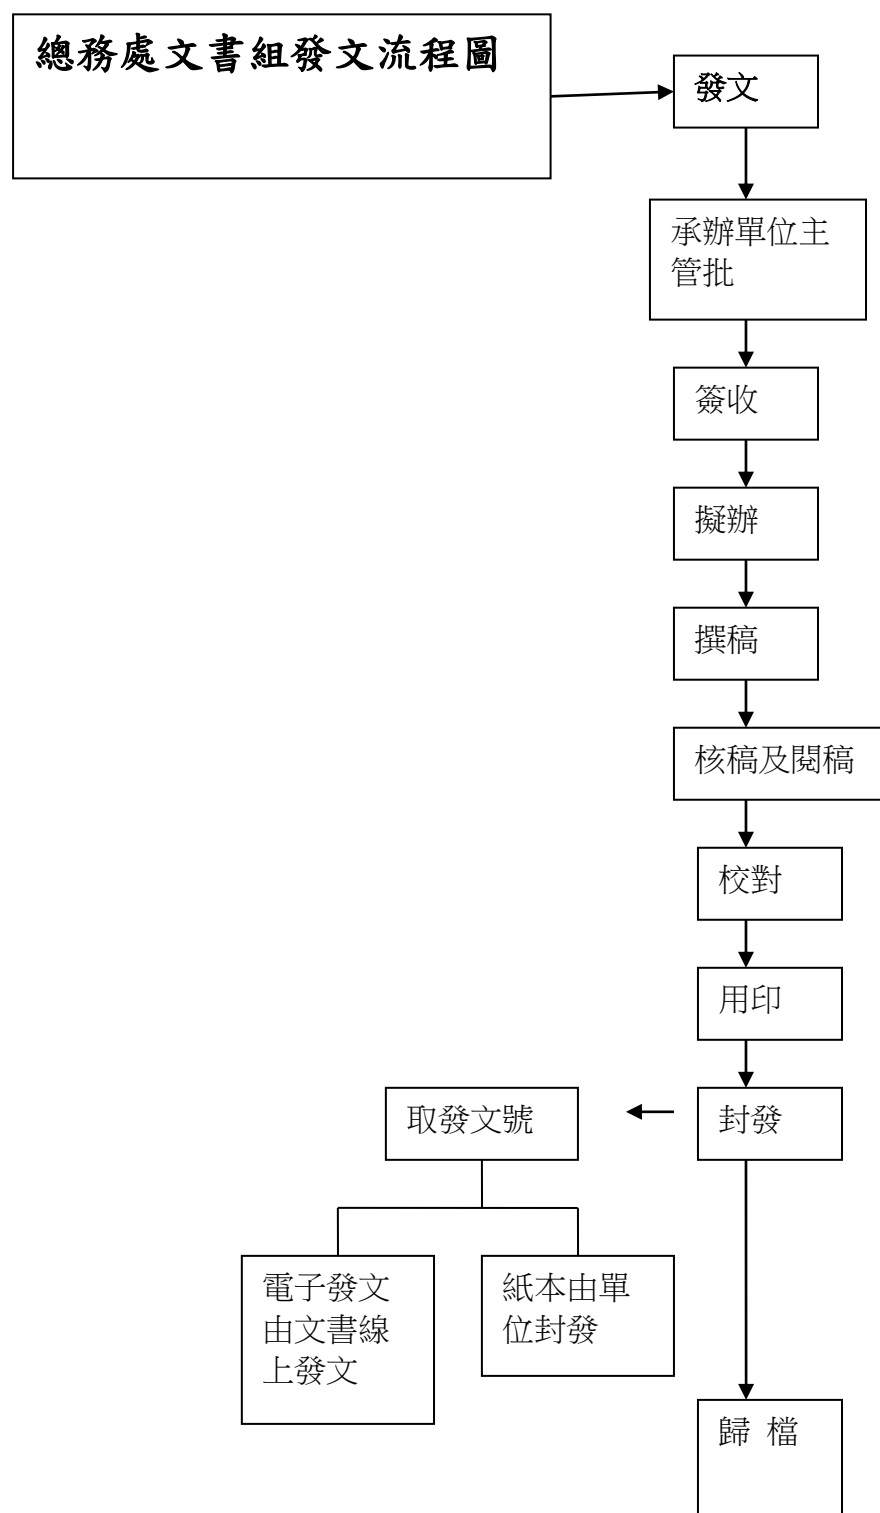 總務處文書組發文流程圖
發文
承辦單位主
管批
簽收
擬辦
撰稿
核稿及閱稿
校對
用印
取發文號
封發
電子發文
由文書線
上發文
紙本由單
位封發
歸 檔